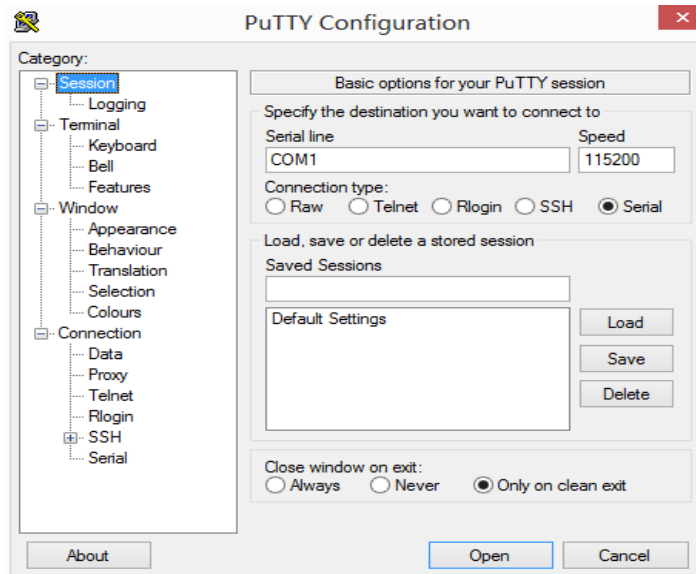 PuTTY Configuration
Category:
Session
Logging
Terminal
Keyboard
Bell
Features
Window
Appearance
Behaviour
Translation
Selection
Colours
Connection
Data
Proxy
Telnet
Rlogin
SSH
Serial
Basic options for your PuTTY session
Specify the destination you want to connect to
Serial line Speed
COM1 115200
Connection type:
Raw Telnet Rlogin SSH Serial
Load, save or delete a stored session
Saved Sessions
Default Settings
Load
Save
Delete
Close window on exit:
Always Never Only on clean exit
About Open Cancel